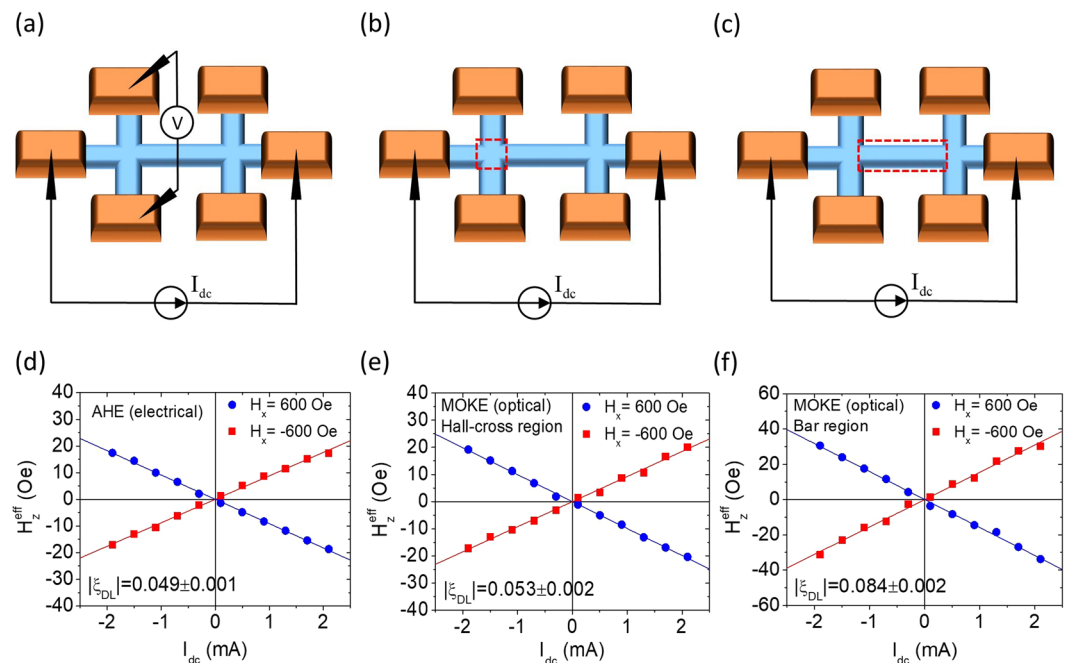 (a)
V
I_dc
(b)
I_dc
(c)
I_dc
(d)
AHE (electrical)
H_x= 600 Oe
H_x= -600 Oe
40
30
20
10
0
-10
-20
-30
-40
H_z^eff (Oe)
|ξ_DL|=0.049±0.001
-2 -1 0 1 2
I_dc (mA)
(e)
MOKE (optical)
Hall-cross region
H_x= 600 Oe
H_x= -600 Oe
40
30
20
10
0
-10
-20
-30
-40
H_z^eff (Oe)
|ξ_DL|=0.053±0.002
-2 -1 0 1 2
I_dc (mA)
(f)
MOKE (optical)
Bar region
H_x= 600 Oe
H_x= -600 Oe
60
40
20
0
-20
-40
-60
H_z^eff (Oe)
|ξ_DL|=0.084±0.002
-2 -1 0 1 2
I_dc (mA)